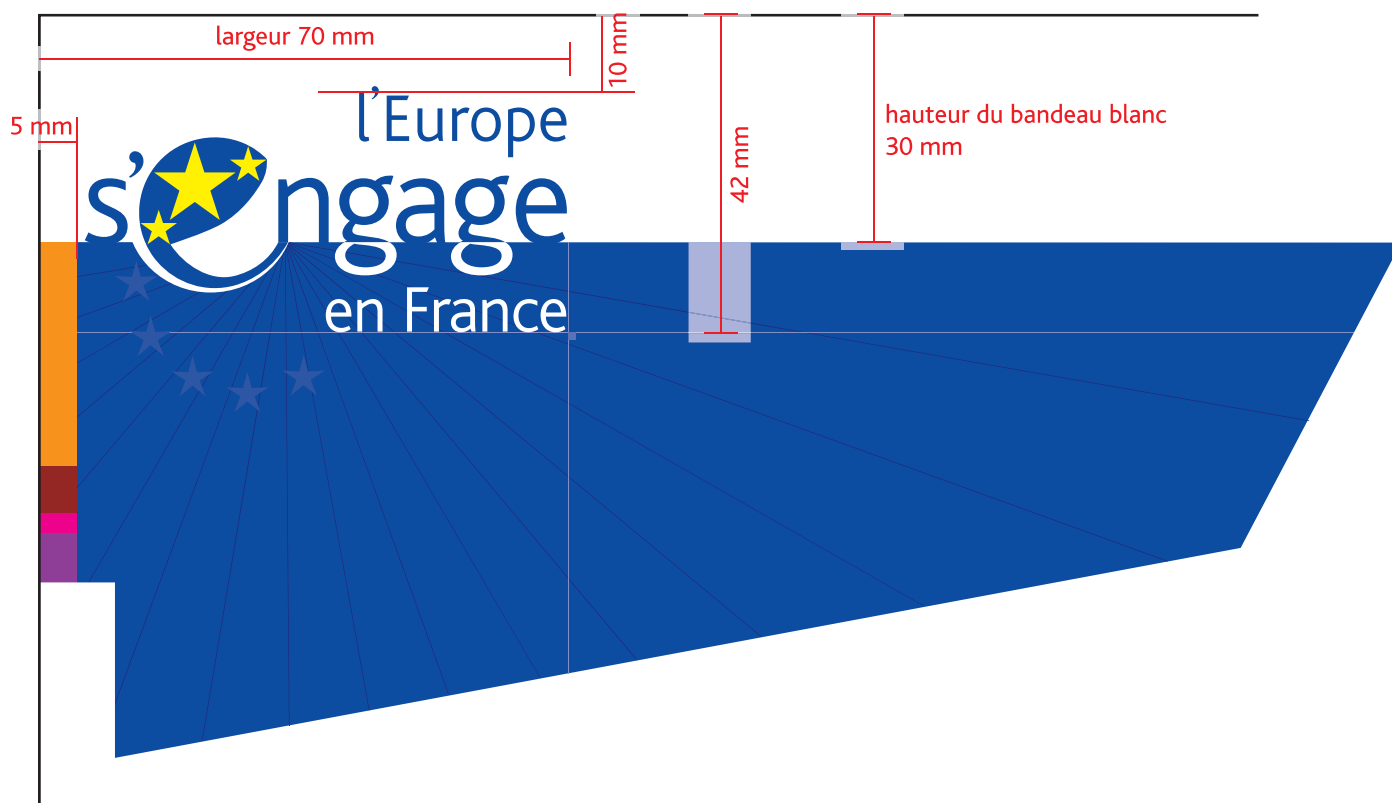 largeur 70 mm
10 mm
5 mm
l'Europe
s'engage
en France
42 mm
hauteur du bandeau blanc
30 mm